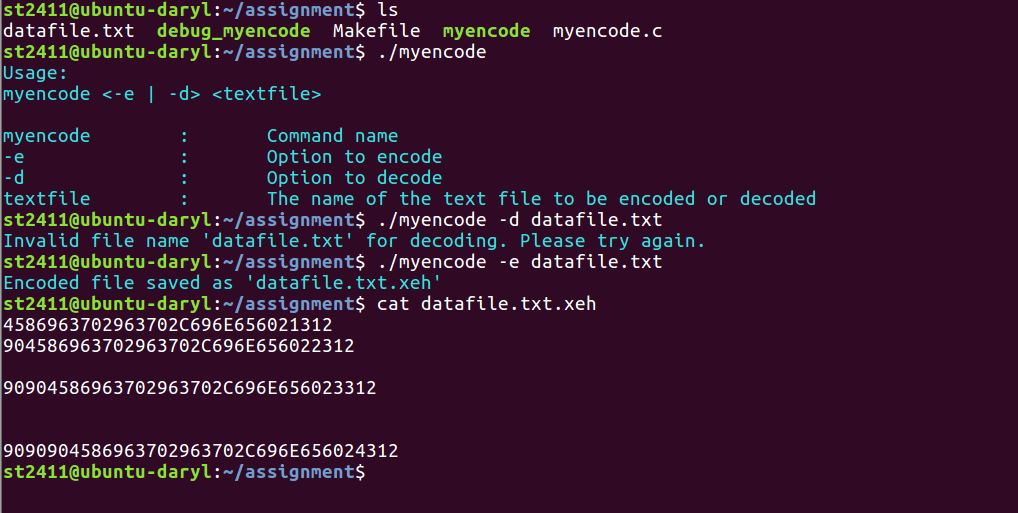 st2411@ubuntu-daryl:~/assignment$ ls
datafile.txt  debug_myencode  Makefile  myencode  myencode.c
st2411@ubuntu-daryl:~/assignment$ ./myencode
Usage:
myencode <-e | -d> <textfile>
myencode        :       Command name
-e              :       Option to encode
-d              :       Option to decode
textfile        :       The name of the text file to be encoded or decoded
st2411@ubuntu-daryl:~/assignment$ ./myencode -d datafile.txt
Invalid file name 'datafile.txt' for decoding. Please try again.
st2411@ubuntu-daryl:~/assignment$ ./myencode -e datafile.txt
Encoded file saved as 'datafile.txt.xeh'
st2411@ubuntu-daryl:~/assignment$ cat datafile.txt.xeh
4586963702963702C696E656021312
904586963702963702C696E656022312
90904586963702963702C696E656023312
9090904586963702963702C696E656024312
st2411@ubuntu-daryl:~/assignment$